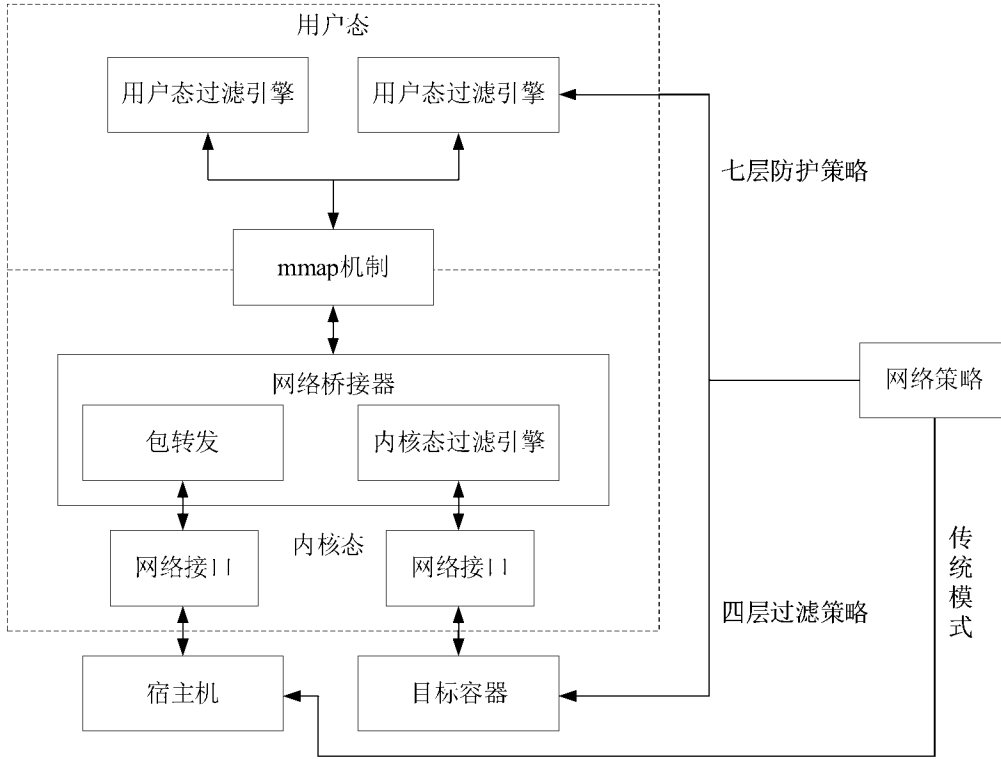 用户态
用户态过滤引擎
用户态过滤引擎
七层防护策略
mmap机制
网络策略
网络桥接器
包转发
内核态过滤引擎
内核态
网络接口
网络接口
传统模式
四层过滤策略
宿主机
目标容器